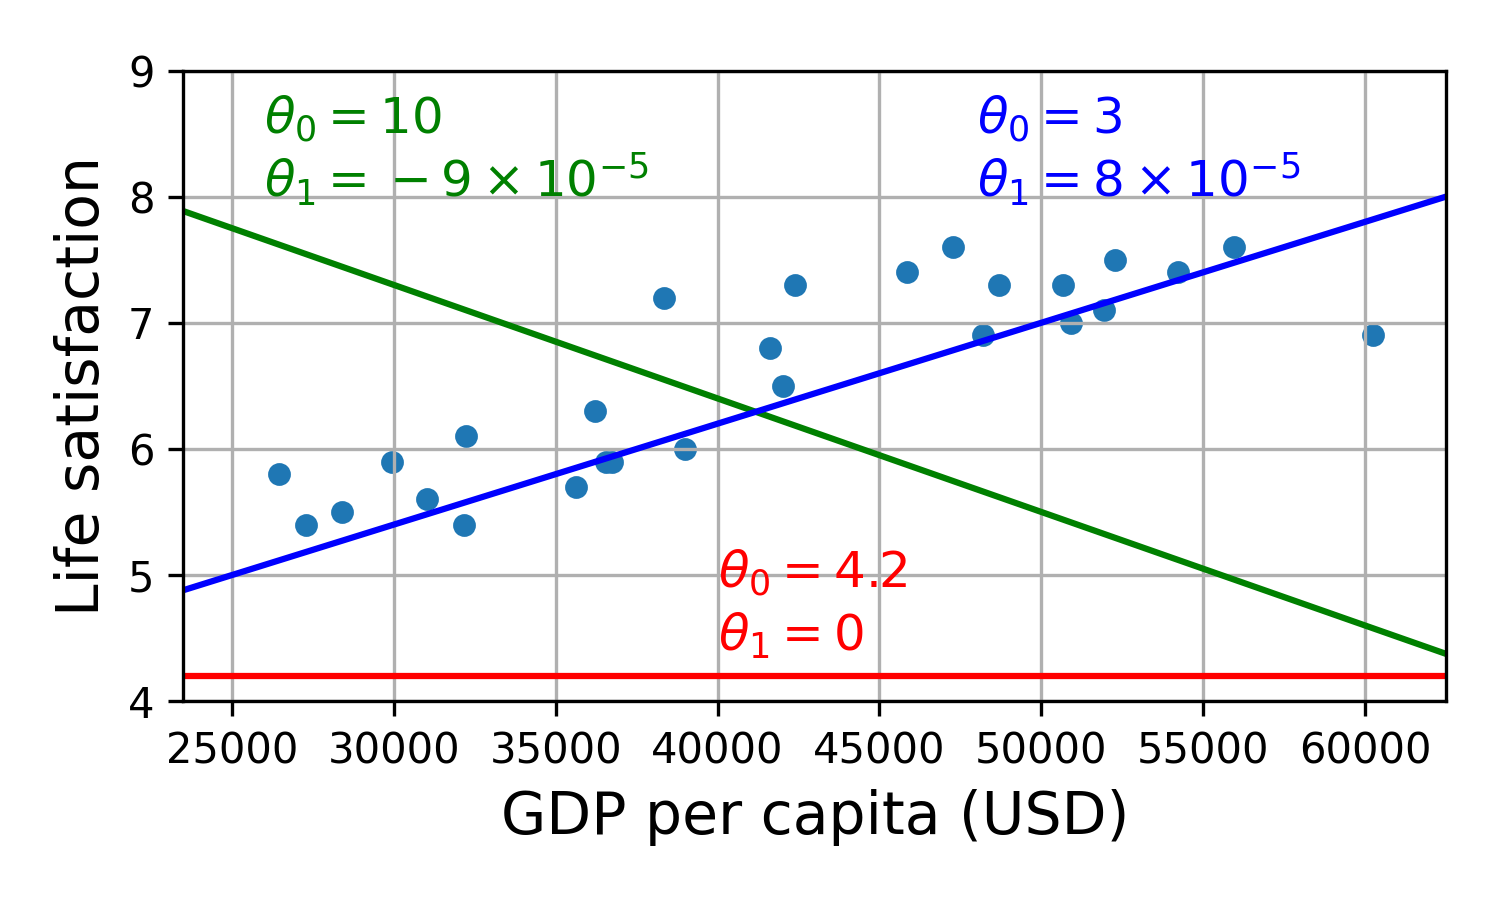 9
8
7
6
5
4
Life satisfaction
θ₀ = 10
θ₁ = −9 × 10⁻⁵
θ₀ = 3
θ₁ = 8 × 10⁻⁵
θ₀ = 4.2
θ₁ = 0
25000 30000 35000 40000 45000 50000 55000 60000
GDP per capita (USD)